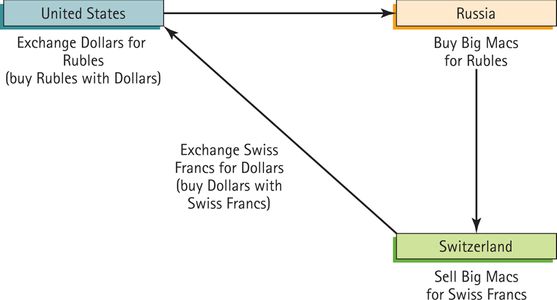 United States
Russia
Exchange Dollars for
Rubles
(buy Rubles with Dollars)
Buy Big Macs
for Rubles
Exchange Swiss
Francs for Dollars
(buy Dollars with
Swiss Francs)
Switzerland
Sell Big Macs
for Swiss Francs